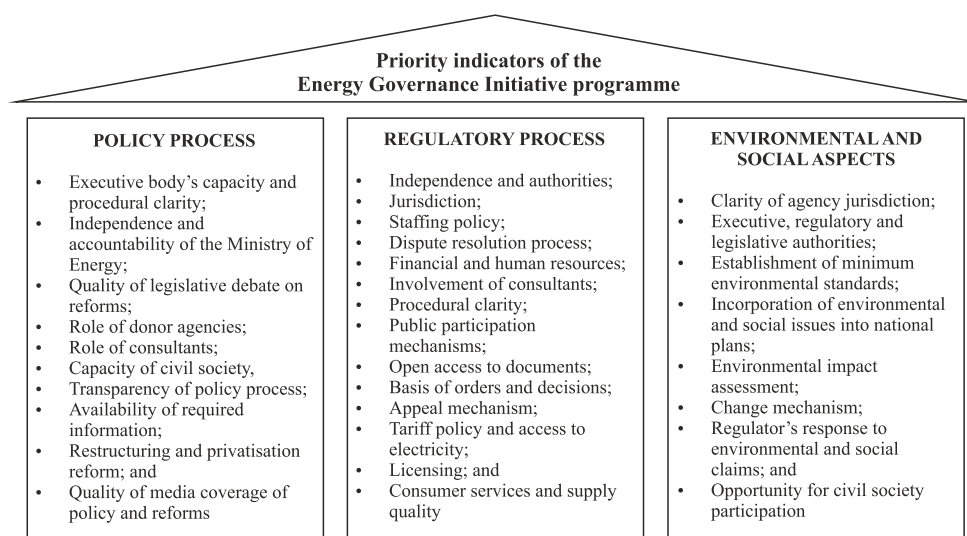 Priority indicators of the
Energy Governance Initiative programme
POLICY PROCESS
• Executive body's capacity and
procedural clarity;
• Independence and
accountability of the Ministry of
Energy;
• Quality of legislative debate on
reforms;
• Role of donor agencies;
• Role of consultants;
• Capacity of civil society,
• Transparency of policy process;
• Availability of required
information;
• Restructuring and privatisation
reform; and
• Quality of media coverage of
policy and reforms
REGULATORY PROCESS
• Independence and authorities;
• Jurisdiction;
• Staffing policy;
• Dispute resolution process;
• Financial and human resources;
• Involvement of consultants;
• Procedural clarity;
• Public participation
mechanisms;
• Open access to documents;
• Basis of orders and decisions;
• Appeal mechanism;
• Tariff policy and access to
electricity;
• Licensing; and
• Consumer services and supply
quality
ENVIRONMENTAL AND
SOCIAL ASPECTS
• Clarity of agency jurisdiction;
• Executive, regulatory and
legislative authorities;
• Establishment of minimum
environmental standards;
• Incorporation of environmental
and social issues into national
plans;
• Environmental impact
assessment;
• Change mechanism;
• Regulator's response to
environmental and social
claims; and
• Opportunity for civil society
participation